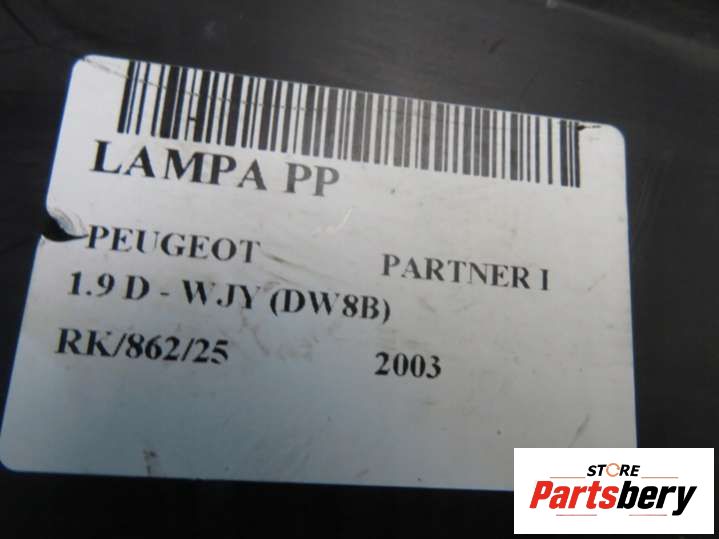 LAMPA PP
PEUGEOT PARTNER I
1.9 D - WJY (DW8B)
RK/862/25 2003
STORE
Partsbery